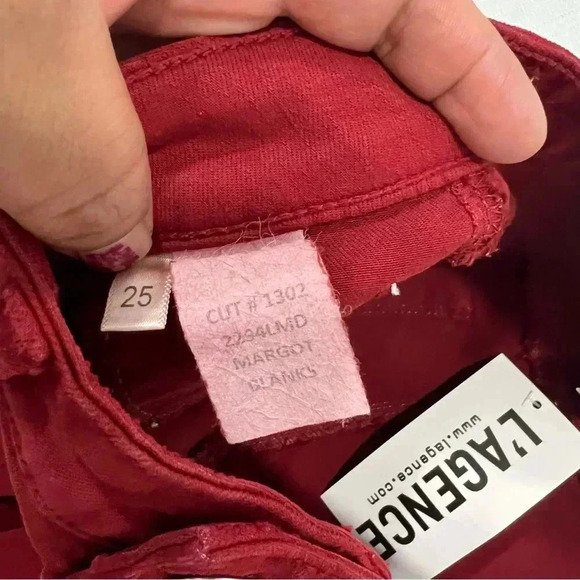 25
CUT # 1302
2294LMD
MARGOT
BLANKS
L'AGENCE
www.lagence.com